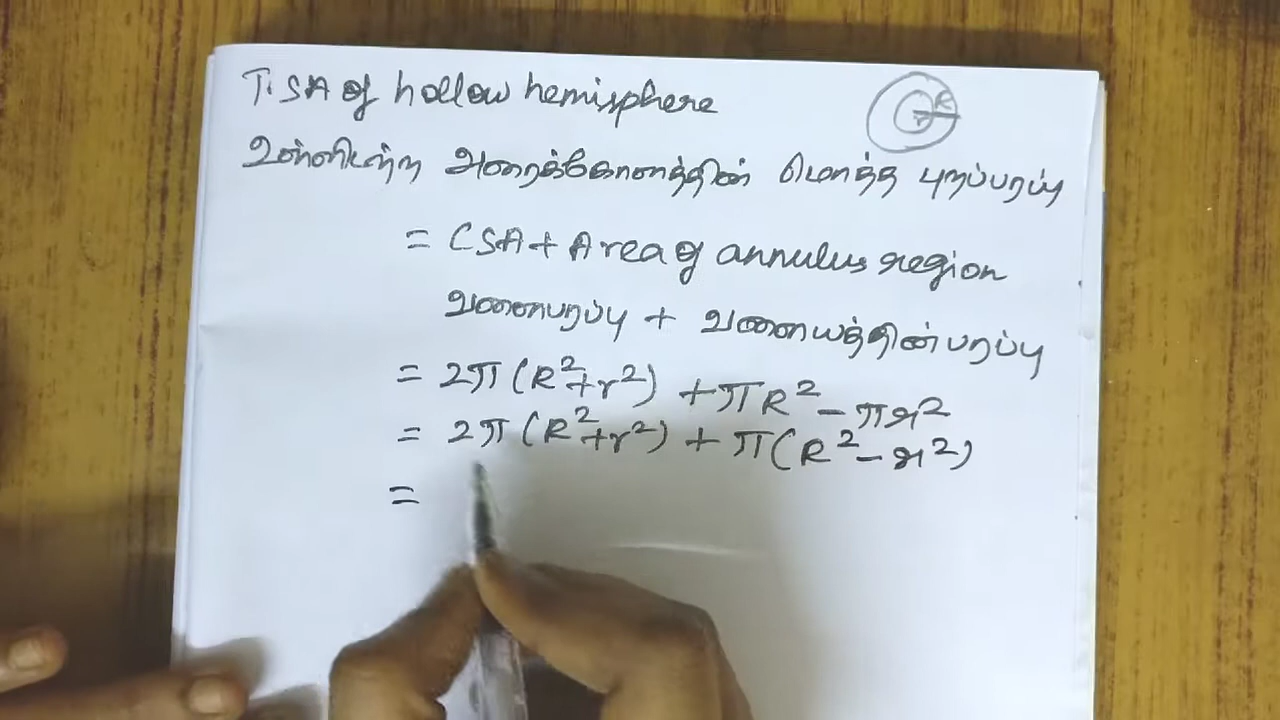 T.SA of hollow hemisphere
R
r
உள்ளீடற்ற அரைக்கோளத்தின் மொத்த புறப்பரப்பு
= CSA + Area of annulus region
வளைபரப்பு + வளையத்தின் பரப்பு
= 2π(R²+r²) + πR² - πr²
= 2π(R²+r²) + π(R² - r²)
=